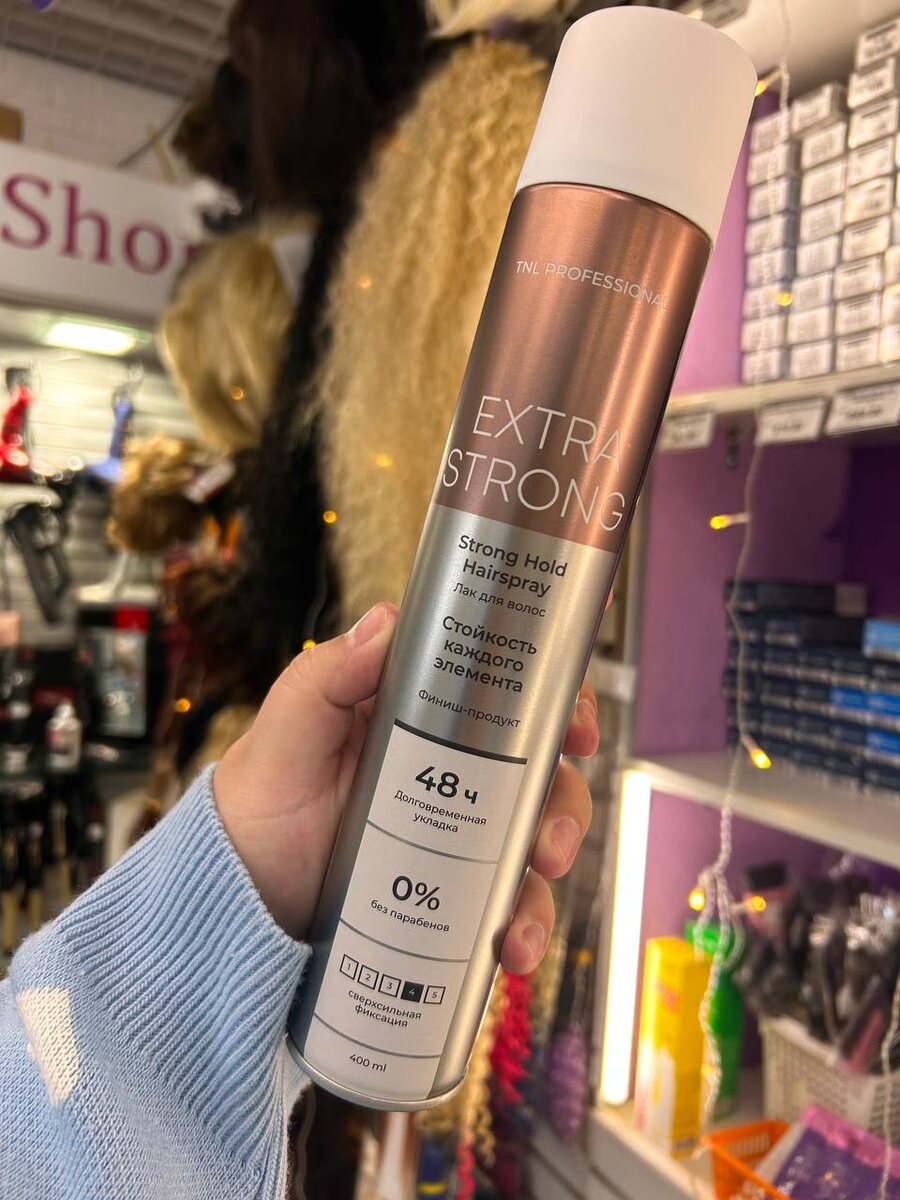 Sho
TNL PROFESSIONAL
EXTRA
STRONG
Strong Hold
Hairspray
Лак для волос
Стойкость
каждого
элемента
Финиш-продукт
48 ч
Долговременная
укладка
0%
без парабенов
1 2 3 4 5
сверхсильная
фиксация
400 ml